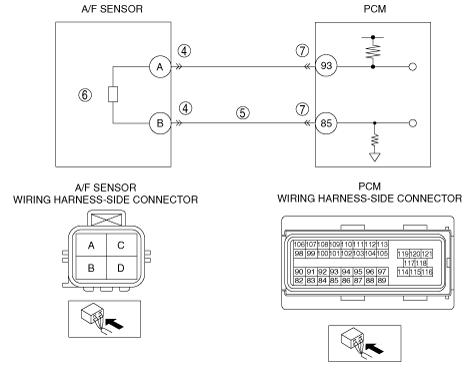 A/F SENSOR PCM
④ ⑦
A 93
⑥
④ ⑦
B ⑤ 85
A/F SENSOR
WIRING HARNESS-SIDE CONNECTOR
PCM
WIRING HARNESS-SIDE CONNECTOR
A C
B D
106 107 108 109 110 111 112 113
98 99 100 101 102 103 104 105 119 120 121
117 118
90 91 92 93 94 95 96 97 114 115 116
82 83 84 85 86 87 88 89